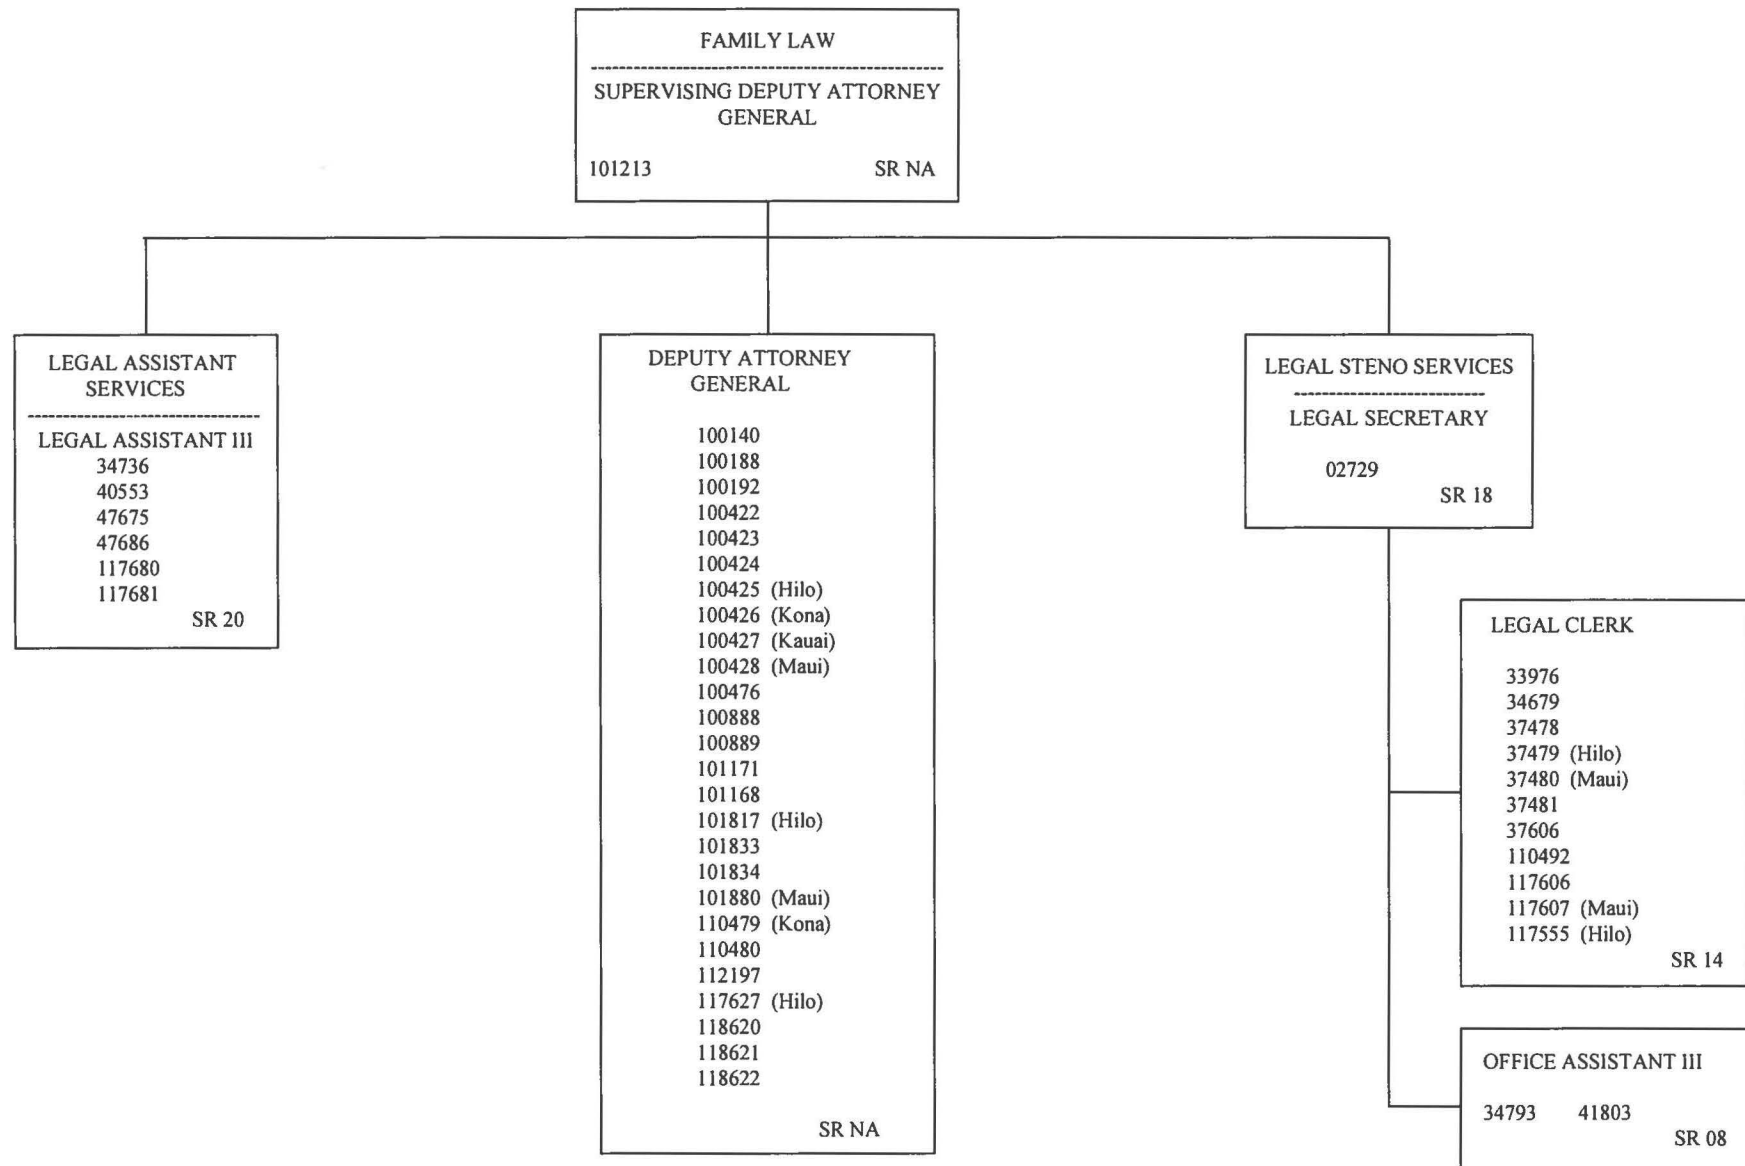 FAMILY LAW
SUPERVISING DEPUTY ATTORNEY
GENERAL
101213 SR NA
LEGAL ASSISTANT
SERVICES
LEGAL ASSISTANT III
34736
40553
47675
47686
117680
117681
SR 20
DEPUTY ATTORNEY
GENERAL
100140
100188
100192
100422
100423
100424
100425 (Hilo)
100426 (Kona)
100427 (Kauai)
100428 (Maui)
100476
100888
100889
101171
101168
101817 (Hilo)
101833
101834
101880 (Maui)
110479 (Kona)
110480
112197
117627 (Hilo)
118620
118621
118622
SR NA
LEGAL STENO SERVICES
LEGAL SECRETARY
02729
SR 18
LEGAL CLERK
33976
34679
37478
37479 (Hilo)
37480 (Maui)
37481
37606
110492
117606
117607 (Maui)
117555 (Hilo)
SR 14
OFFICE ASSISTANT III
34793 41803
SR 08